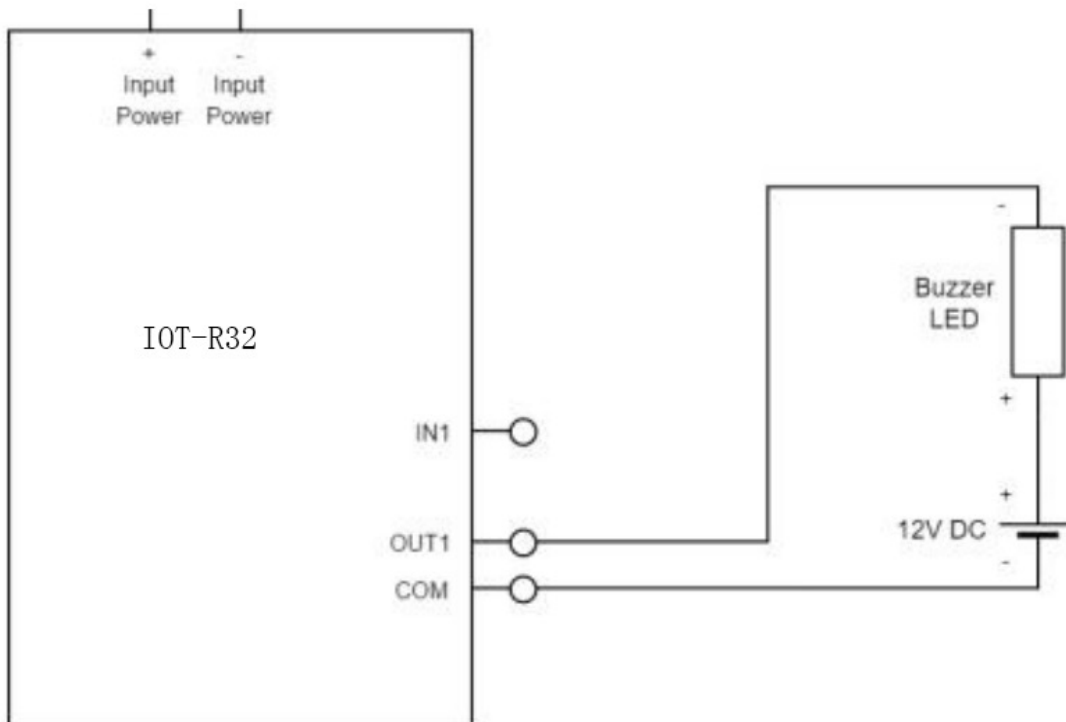 + -
Input Input
Power Power
-
Buzzer
LED
IOT-R32
+
IN1
+
12V DC
OUT1
-
COM